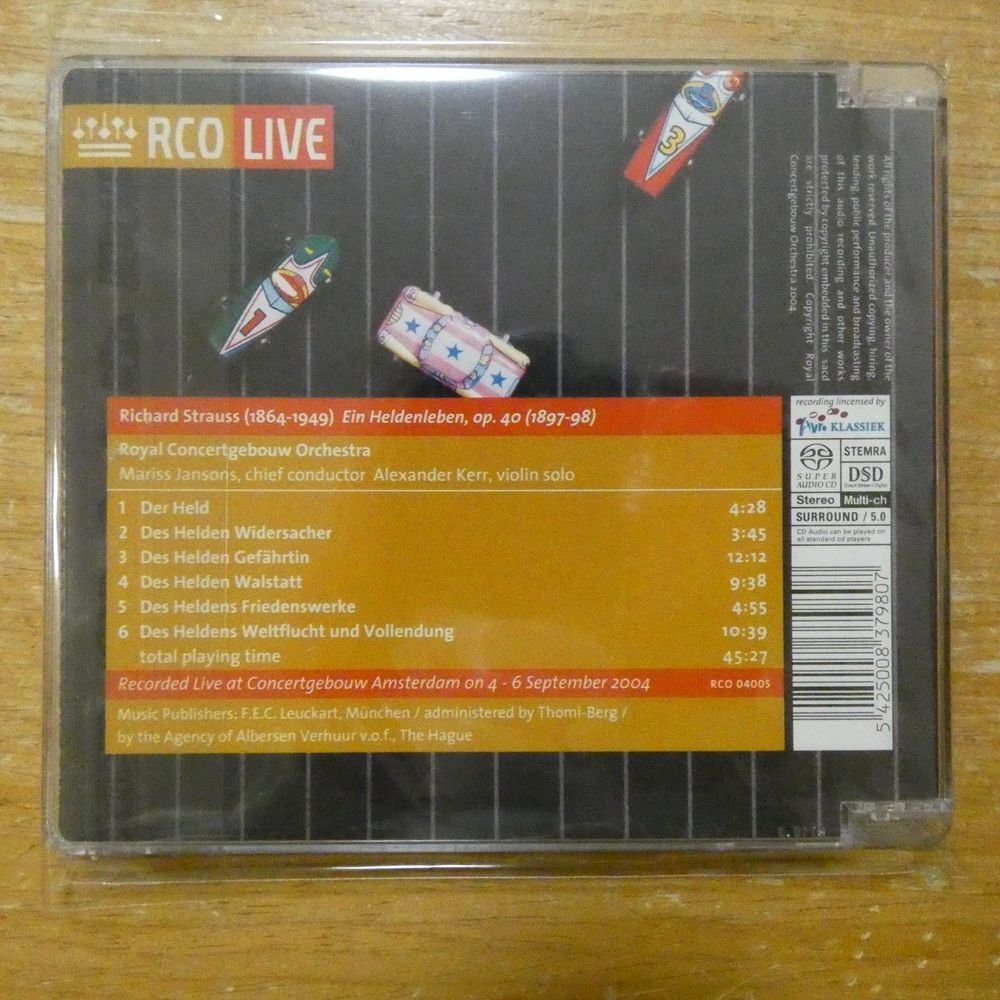 RCO LIVE
3
1
All rights of the producer and the owner of the
work reserved. Unauthorized copying, hiring,
lending, public performance and broadcasting
of this audio recording and other works
protected by copyright embedded in this sacd
are strictly prohibited. Copyright Royal
Concertgebouw Orchestra 2004
Richard Strauss (1864-1949) Ein Heldenleben, op. 40 (1897-98)
Royal Concertgebouw Orchestra
Mariss Jansons, chief conductor Alexander Kerr, violin solo
1 Der Held 4:28
2 Des Helden Widersacher 3:45
3 Des Helden Gefährtin 12:12
4 Des Helden Walstatt 9:38
5 Des Heldens Friedenswerke 4:55
6 Des Heldens Weltflucht und Vollendung 10:39
total playing time 45:27
Recorded Live at Concertgebouw Amsterdam on 4 - 6 September 2004 RCO 04005
Music Publishers: F.E.C. Leuckart, München / administered by Thomi-Berg /
by the Agency of Albersen Verhuur v.o.f., The Hague
recording lincensed by
Avro KLASSIEK
SUPER AUDIO CD
STEMRA
DSD
Direct Stream Digital
Stereo Multi-ch
SURROUND / 5.0
CD Audio can be played on
all standard cd players
5 425008 379807